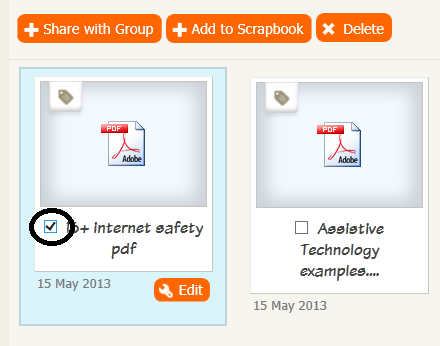 Share with Group Add to Scrapbook Delete
PDF
Adobe
16+ internet safety
pdf
15 May 2013
Edit
PDF
Adobe
Assistive
Technology
examples....
15 May 2013